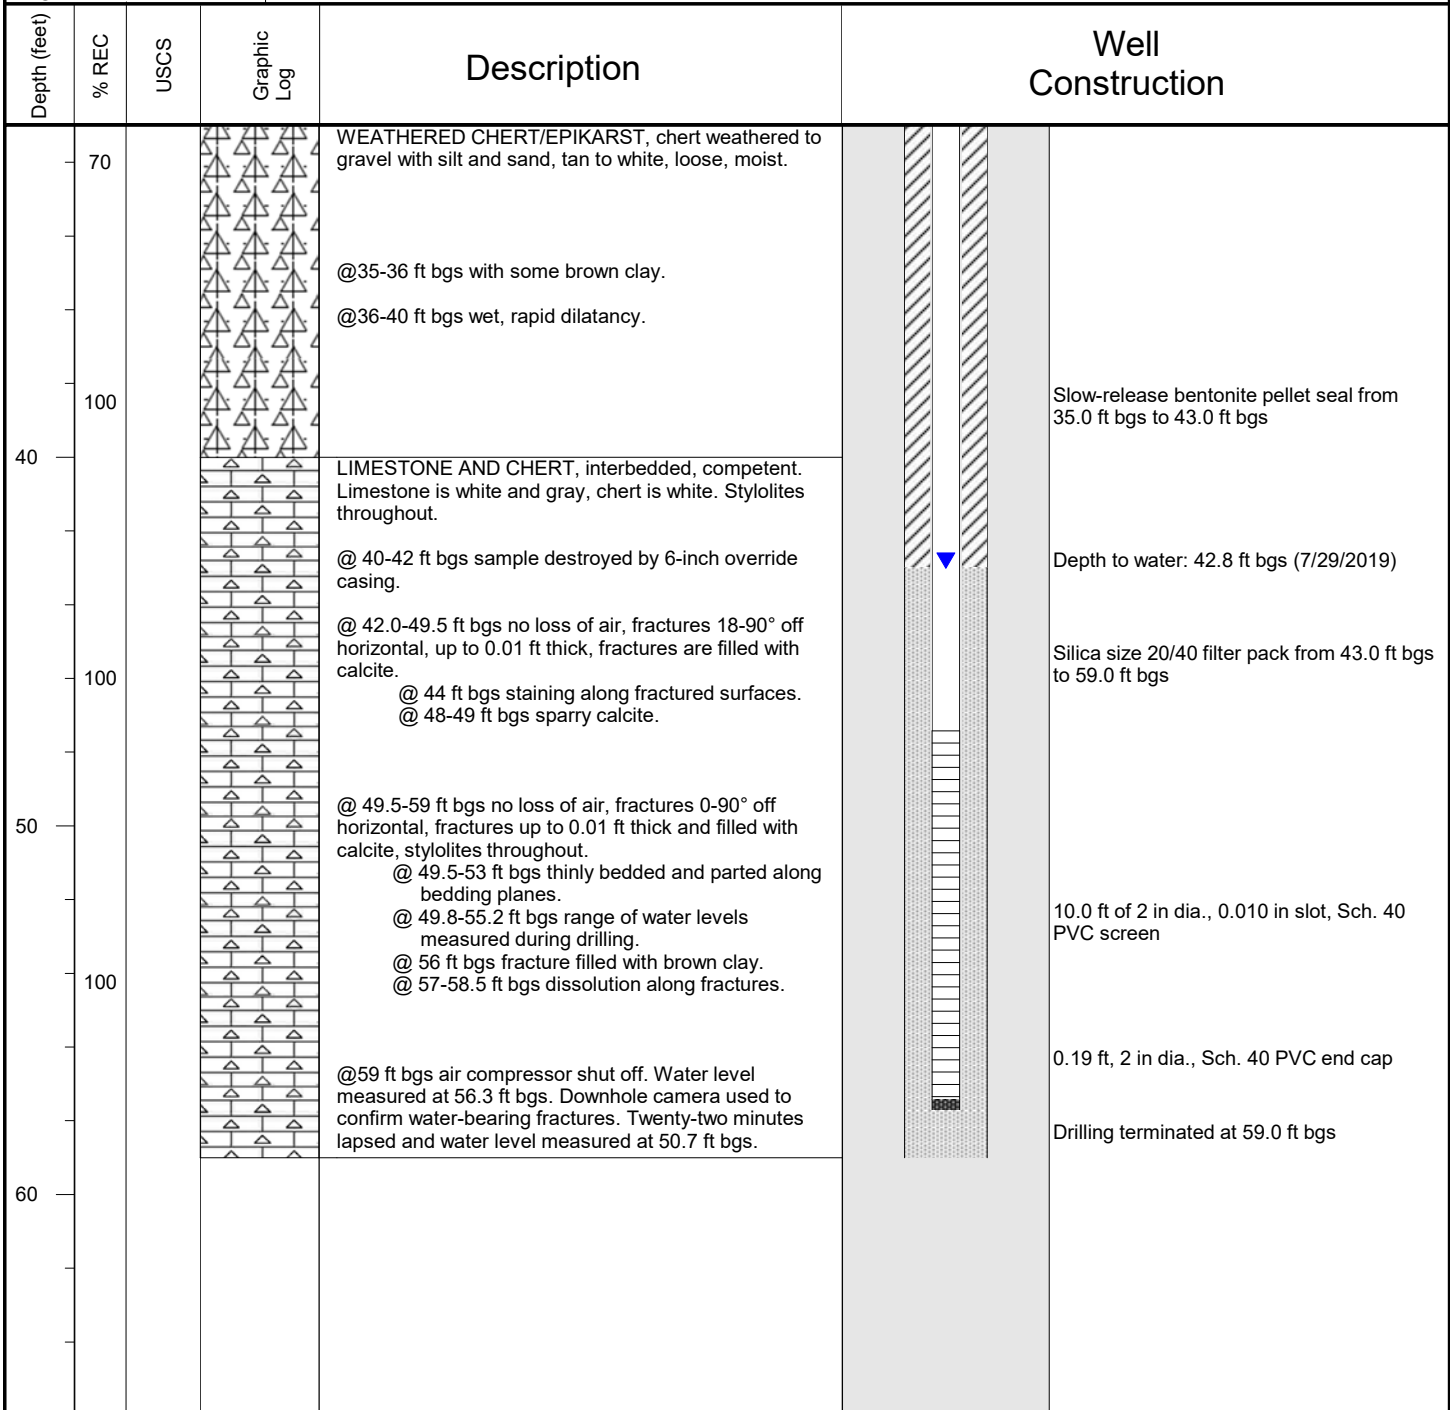 Depth (feet)
% REC
USCS
Graphic
Log
Description
Well
Construction
WEATHERED CHERT/EPIKARST, chert weathered to
gravel with silt and sand, tan to white, loose, moist.
70
@35-36 ft bgs with some brown clay.
@36-40 ft bgs wet, rapid dilatancy.
100
Slow-release bentonite pellet seal from
35.0 ft bgs to 43.0 ft bgs
40
LIMESTONE AND CHERT, interbedded, competent.
Limestone is white and gray, chert is white. Stylolites
throughout.
@ 40-42 ft bgs sample destroyed by 6-inch override
casing.
Depth to water: 42.8 ft bgs (7/29/2019)
@ 42.0-49.5 ft bgs no loss of air, fractures 18-90° off
horizontal, up to 0.01 ft thick, fractures are filled with
calcite.
@ 44 ft bgs staining along fractured surfaces.
@ 48-49 ft bgs sparry calcite.
100
Silica size 20/40 filter pack from 43.0 ft bgs
to 59.0 ft bgs
50
@ 49.5-59 ft bgs no loss of air, fractures 0-90° off
horizontal, fractures up to 0.01 ft thick and filled with
calcite, stylolites throughout.
@ 49.5-53 ft bgs thinly bedded and parted along
bedding planes.
@ 49.8-55.2 ft bgs range of water levels
measured during drilling.
@ 56 ft bgs fracture filled with brown clay.
@ 57-58.5 ft bgs dissolution along fractures.
10.0 ft of 2 in dia., 0.010 in slot, Sch. 40
PVC screen
100
0.19 ft, 2 in dia., Sch. 40 PVC end cap
@59 ft bgs air compressor shut off. Water level
measured at 56.3 ft bgs. Downhole camera used to
confirm water-bearing fractures. Twenty-two minutes
lapsed and water level measured at 50.7 ft bgs.
Drilling terminated at 59.0 ft bgs
60